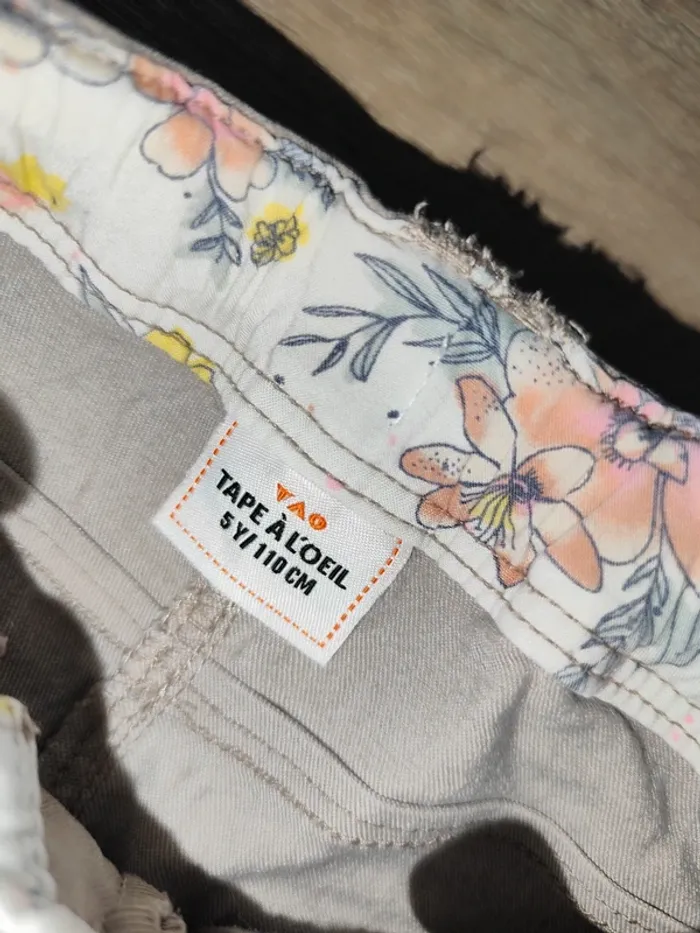 TAO
TAPE À L'OEIL
5 Y/ 110 CM